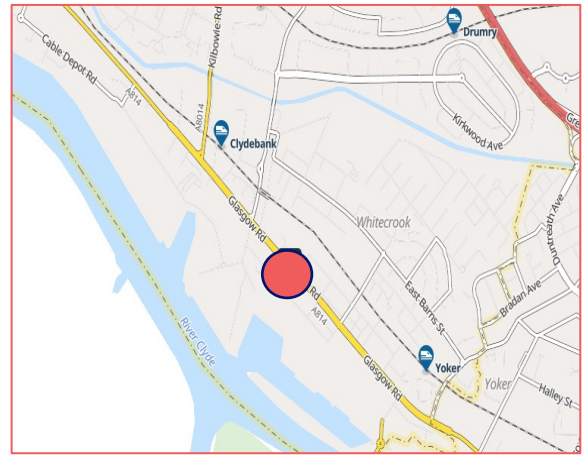 Drumry
Kilbowie Rd
Cable Depot Rd
A814
A8014
Kirkwood Ave
Gre
Clydebank
Glasgow Rd
Whitecrook
Duntreath Ave
Rd
A814
East Barns St
Bradan Ave
River Clyde
Glasgow Rd
Yoker
Yoker
Halley St